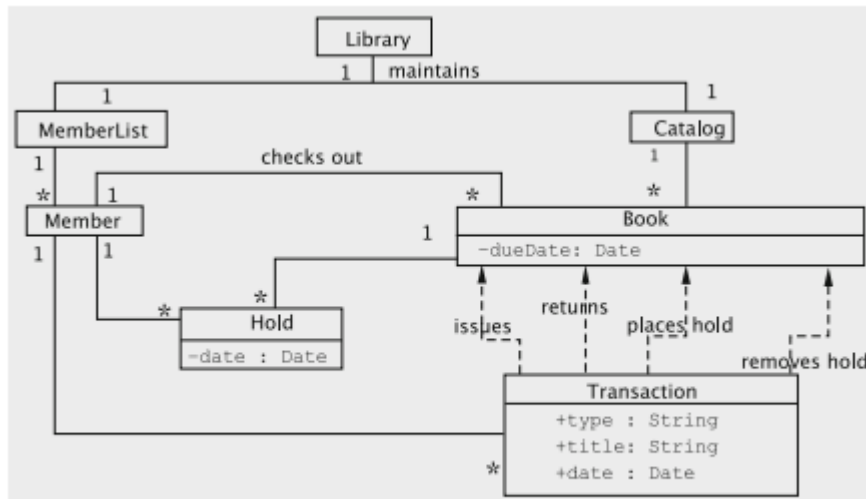 Library
1 maintains
1 1
MemberList Catalog
1 checks out 1
* 1 * *
Member Book
1 1 1 -dueDate: Date
* *
Hold issues returns places hold
-date : Date removes hold
Transaction
+type : String
+title: String
* +date : Date